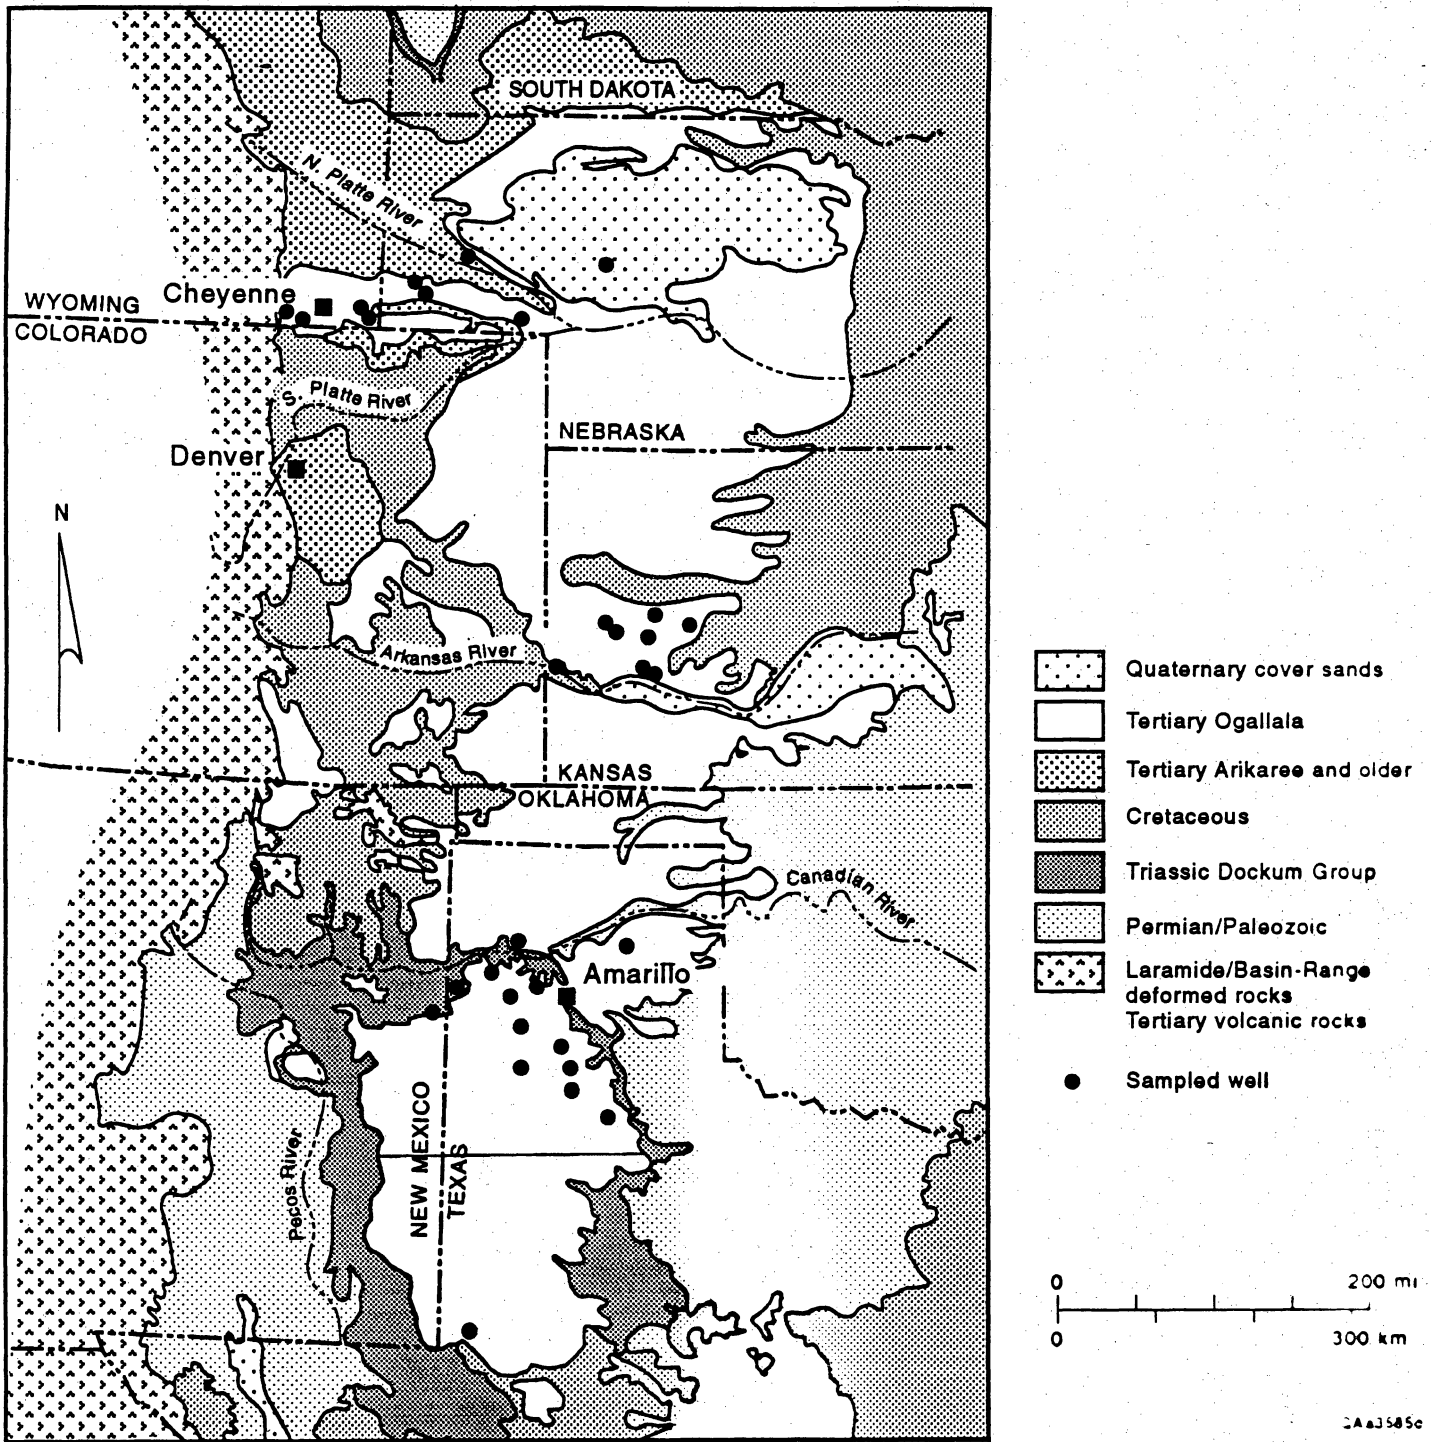 SOUTH DAKOTA
N. Platte River
WYOMING
Cheyenne
COLORADO
S. Platte River
NEBRASKA
Denver
N
Arkansas River
KANSAS
OKLAHOMA
Canadian River
Amarillo
NEW MEXICO
TEXAS
Pecos River
Quaternary cover sands
Tertiary Ogallala
Tertiary Arikaree and older
Cretaceous
Triassic Dockum Group
Permian/Paleozoic
Laramide/Basin-Range
deformed rocks
Tertiary volcanic rocks
Sampled well
0 200 mi
0 300 km